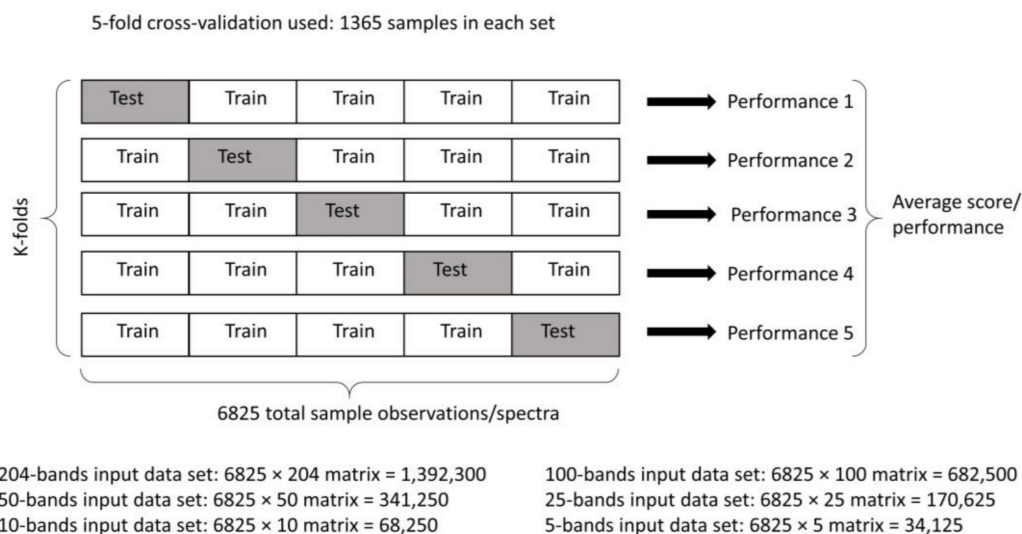 5-fold cross-validation used: 1365 samples in each set
K-folds
Test Train Train Train Train Performance 1
Train Test Train Train Train Performance 2
Train Train Test Train Train Performance 3
Train Train Train Test Train Performance 4
Train Train Train Train Test Performance 5
Average score/
performance
6825 total sample observations/spectra
204-bands input data set: 6825 × 204 matrix = 1,392,300
50-bands input data set: 6825 × 50 matrix = 341,250
10-bands input data set: 6825 × 10 matrix = 68,250
100-bands input data set: 6825 × 100 matrix = 682,500
25-bands input data set: 6825 × 25 matrix = 170,625
5-bands input data set: 6825 × 5 matrix = 34,125